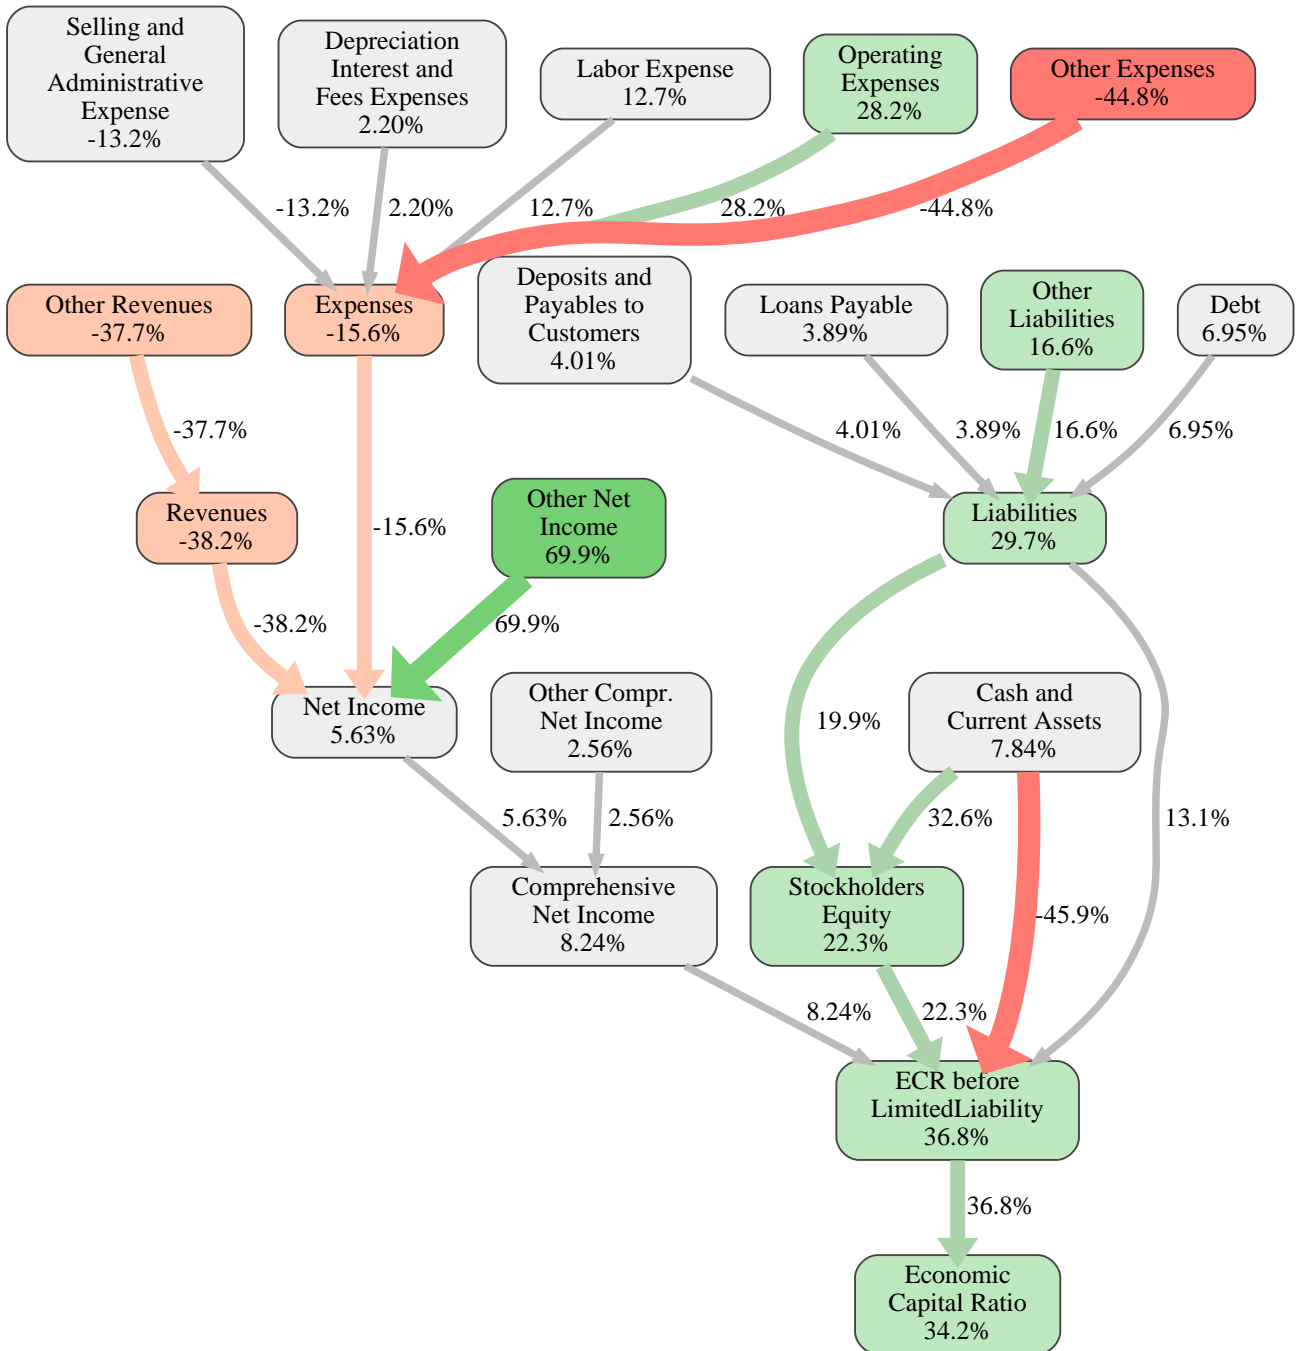 Selling and
General
Administrative
Expense
-13.2%
Depreciation
Interest and
Fees Expenses
2.20%
Labor Expense
12.7%
Operating
Expenses
28.2%
Other Expenses
-44.8%
-13.2%
2.20%
12.7%
28.2%
-44.8%
Other Revenues
-37.7%
Expenses
-15.6%
Deposits and
Payables to
Customers
4.01%
Loans Payable
3.89%
Other
Liabilities
16.6%
Debt
6.95%
-37.7%
4.01%
3.89%
16.6%
6.95%
Revenues
-38.2%
-15.6%
Other Net
Income
69.9%
Liabilities
29.7%
-38.2%
69.9%
Net Income
5.63%
Other Compr.
Net Income
2.56%
19.9%
Cash and
Current Assets
7.84%
5.63%
2.56%
32.6%
13.1%
Comprehensive
Net Income
8.24%
Stockholders
Equity
22.3%
-45.9%
8.24%
22.3%
ECR before
LimitedLiability
36.8%
36.8%
Economic
Capital Ratio
34.2%